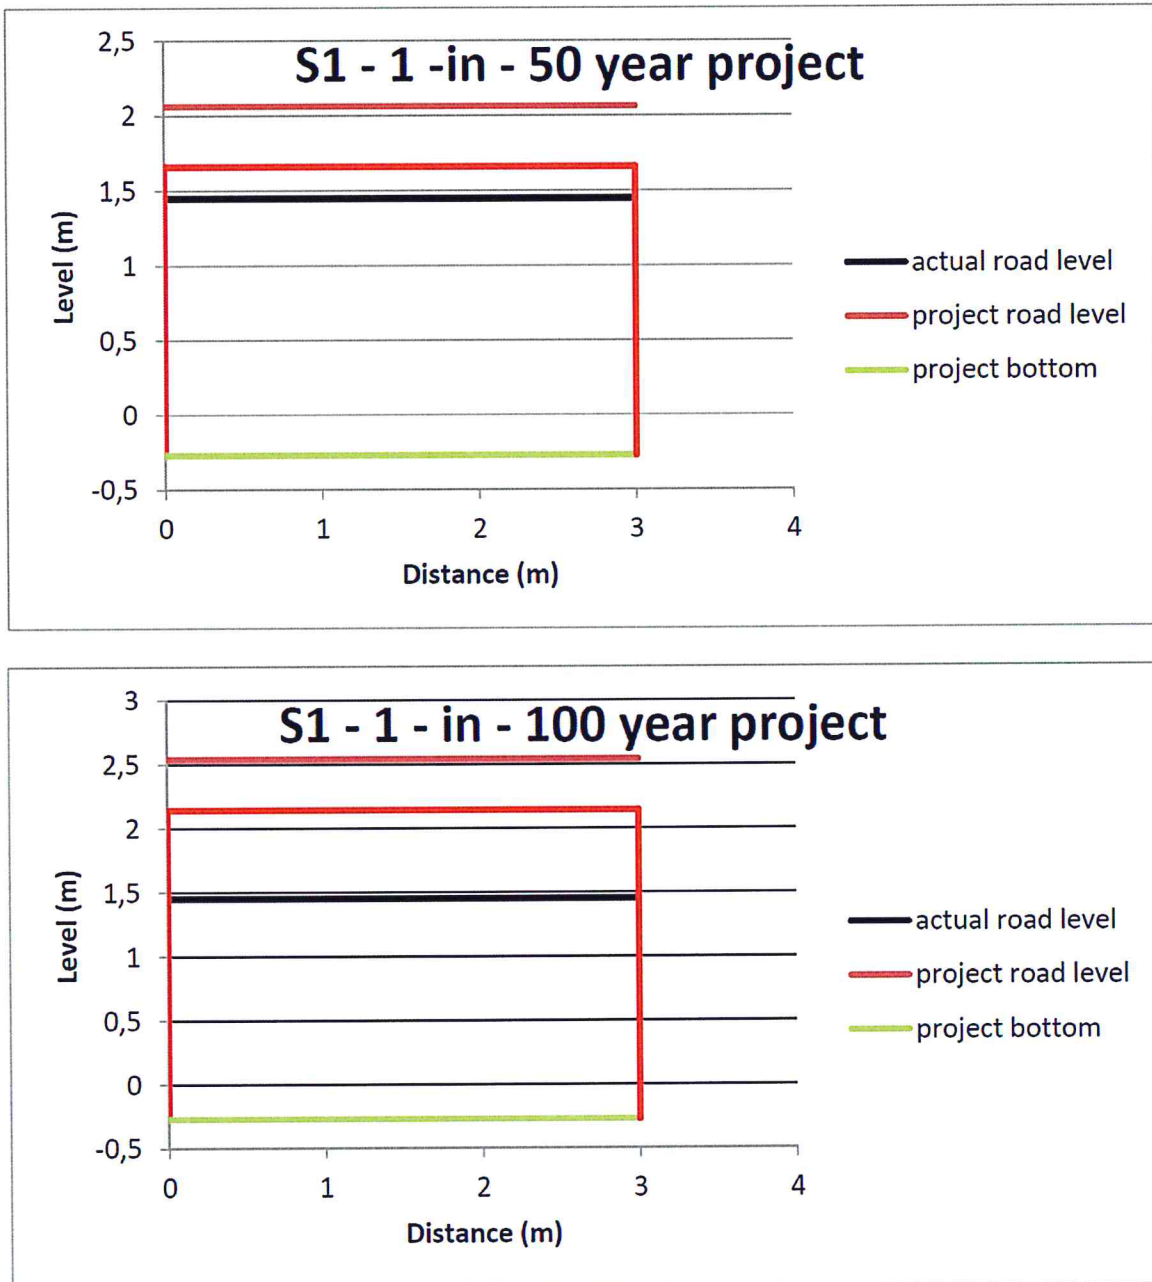 S1 - 1 -in - 50 year project
2,5
2
1,5
1
0,5
0
-0,5
Level (m)
0 1 2 3 4
Distance (m)
actual road level
project road level
project bottom
S1 - 1 - in - 100 year project
3
2,5
2
1,5
1
0,5
0
-0,5
Level (m)
0 1 2 3 4
Distance (m)
actual road level
project road level
project bottom